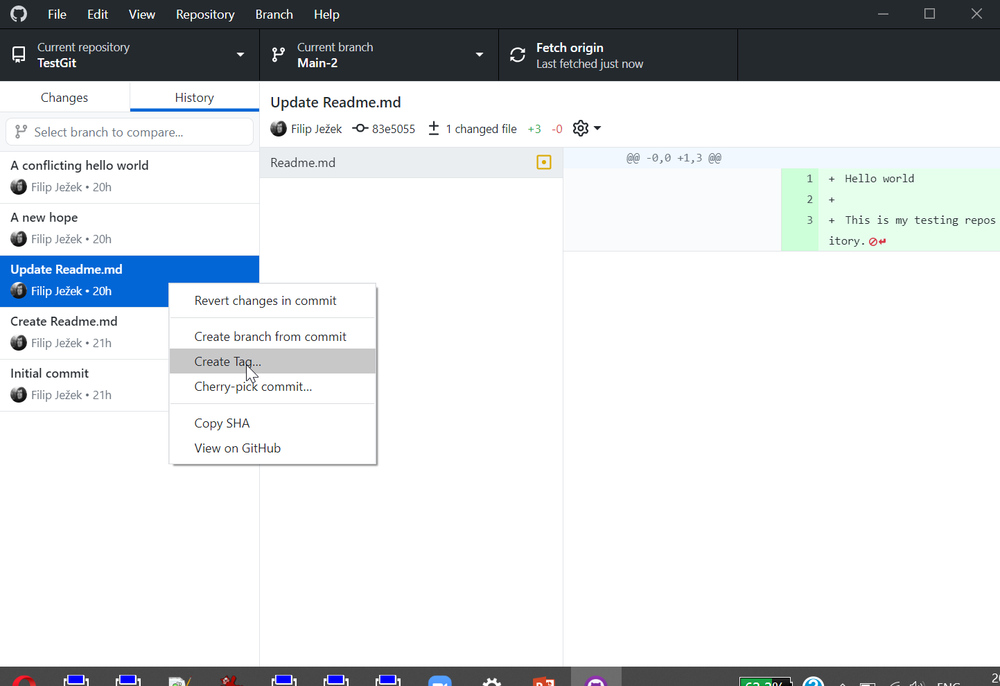 File Edit View Repository Branch Help
Current repository
TestGit
Current branch
Main-2
Fetch origin
Last fetched just now
Changes
History
Select branch to compare...
A conflicting hello world
Filip Ježek • 20h
A new hope
Filip Ježek • 20h
Update Readme.md
Filip Ježek • 20h
Create Readme.md
Filip Ježek • 21h
Initial commit
Filip Ježek • 21h
Revert changes in commit
Create branch from commit
Create Tag...
Cherry-pick commit...
Copy SHA
View on GitHub
Update Readme.md
Filip Ježek 83e5055 1 changed file +3 -0
Readme.md
@@ -0,0 +1,3 @@
1 + Hello world
2 +
3 + This is my testing repos
itory.